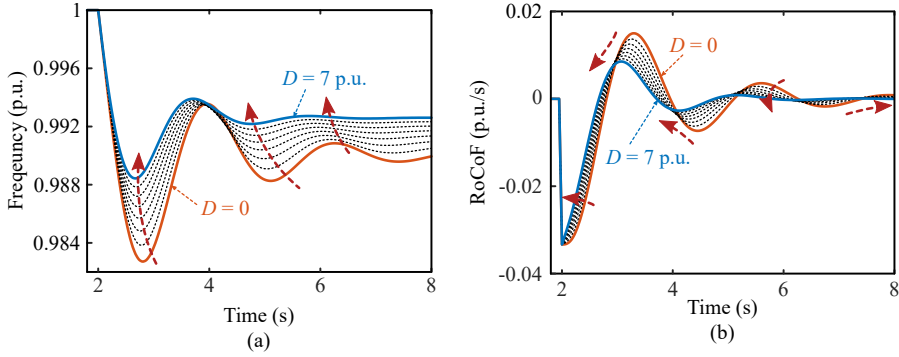 1
0.996
0.992
0.988
0.984
Freqeuncy (p.u.)
D = 7 p.u.
D = 0
2
4
6
8
Time (s)
(a)
0.02
0
-0.02
-0.04
RoCoF (p.u./s)
D = 0
D = 7 p.u.
2
4
6
8
Time (s)
(b)